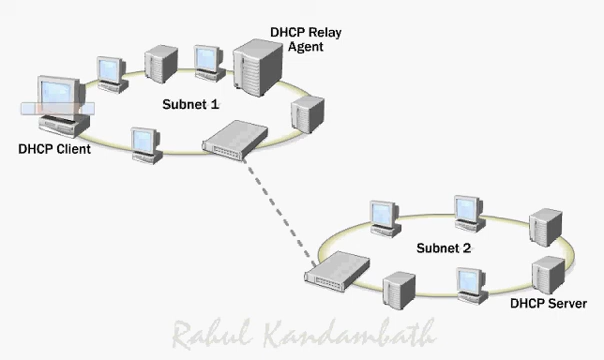 DHCP Relay
Agent
Subnet 1
DHCP Client
Subnet 2
DHCP Server
Rahul Kandambath